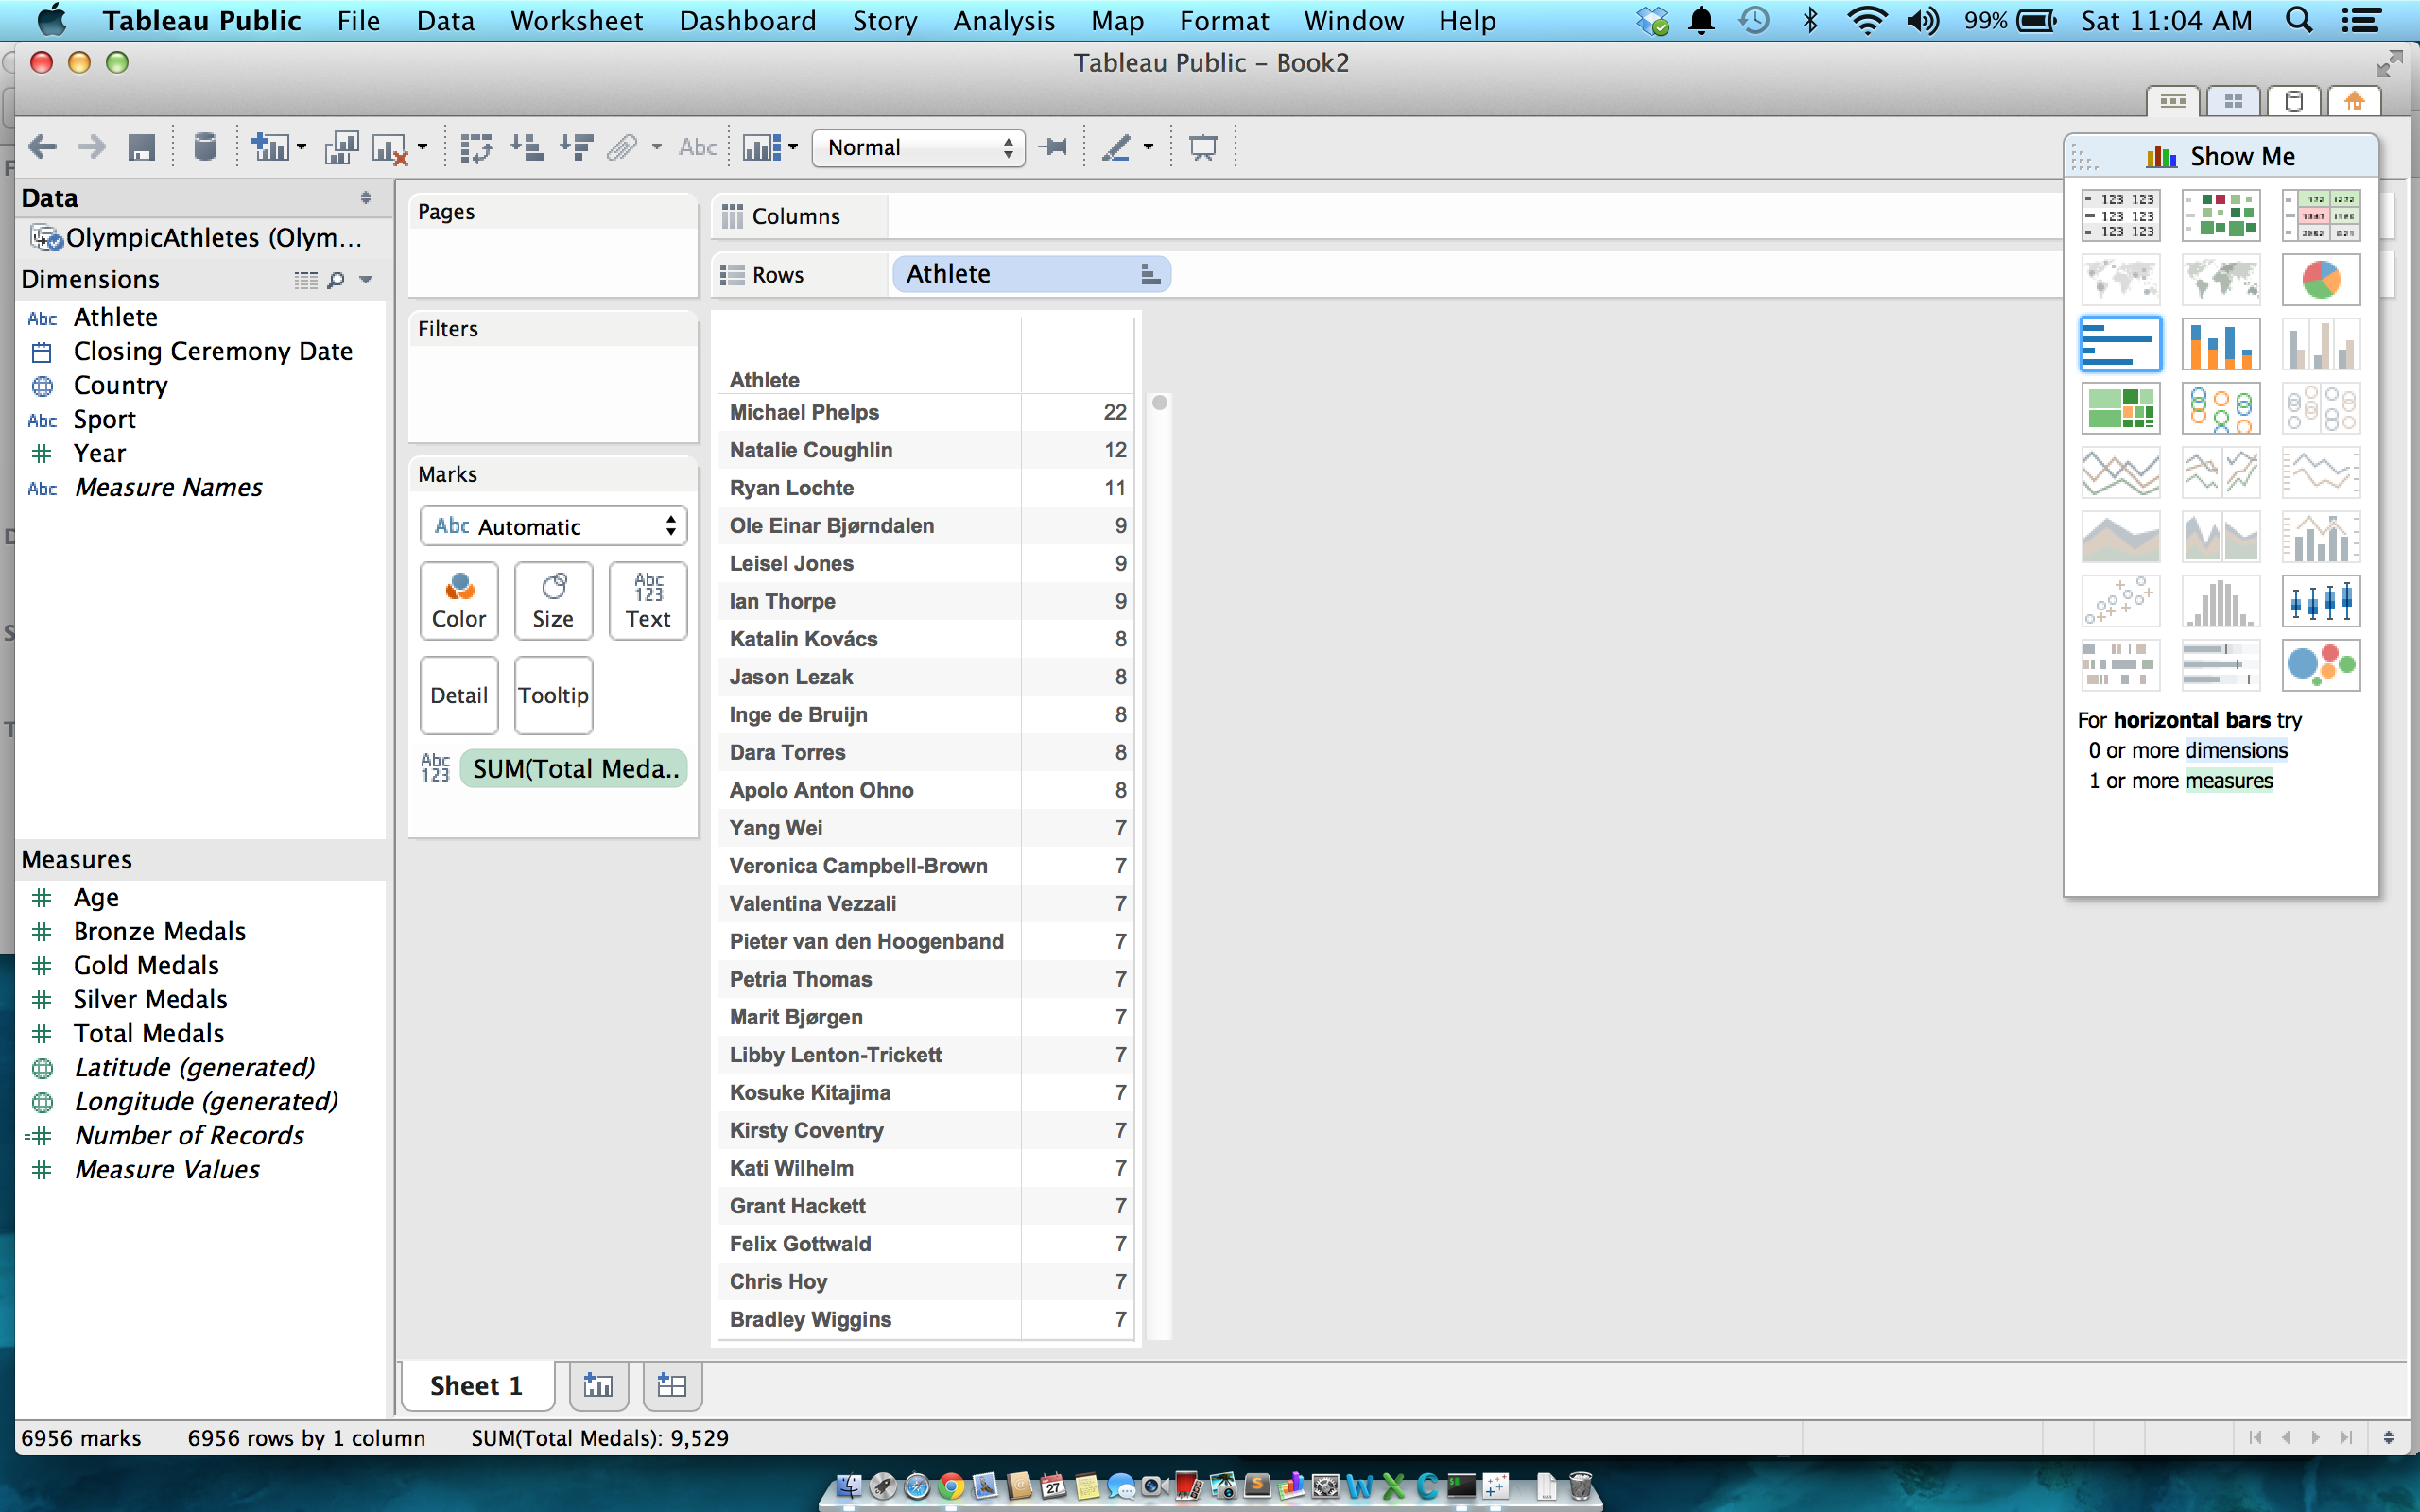 Tableau Public File Data Worksheet Dashboard Story Analysis Map Format Window Help 99% Sat 11:04 AM
Tableau Public – Book2
Abc Normal
Show Me
Data
OlympicAthletes (Olym...
Dimensions
Abc Athlete
Closing Ceremony Date
Country
Abc Sport
Year
Abc Measure Names
Measures
Age
Bronze Medals
Gold Medals
Silver Medals
Total Medals
Latitude (generated)
Longitude (generated)
Number of Records
Measure Values
Pages
Filters
Marks
Abc Automatic
Color Size Abc 123 Text
Detail Tooltip
Abc 123 SUM(Total Meda..
Columns
Rows Athlete
Athlete
Michael Phelps 22
Natalie Coughlin 12
Ryan Lochte 11
Ole Einar Bjørndalen 9
Leisel Jones 9
Ian Thorpe 9
Katalin Kovács 8
Jason Lezak 8
Inge de Bruijn 8
Dara Torres 8
Apolo Anton Ohno 8
Yang Wei 7
Veronica Campbell-Brown 7
Valentina Vezzali 7
Pieter van den Hoogenband 7
Petria Thomas 7
Marit Bjørgen 7
Libby Lenton-Trickett 7
Kosuke Kitajima 7
Kirsty Coventry 7
Kati Wilhelm 7
Grant Hackett 7
Felix Gottwald 7
Chris Hoy 7
Bradley Wiggins 7
123 123
123 123
123 123
For horizontal bars try
0 or more dimensions
1 or more measures
Sheet 1
6956 marks 6956 rows by 1 column SUM(Total Medals): 9,529
27